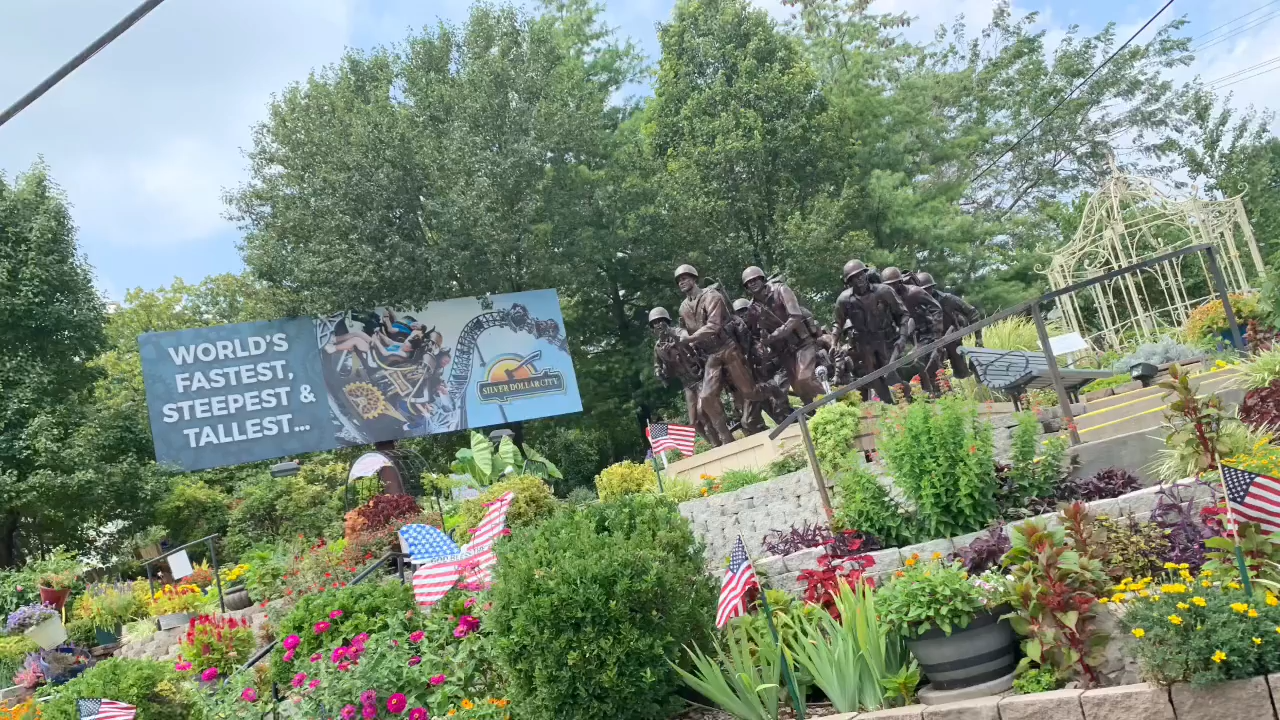 WORLD'S
FASTEST,
STEEPEST &
TALLEST...
SILVER DOLLAR CITY